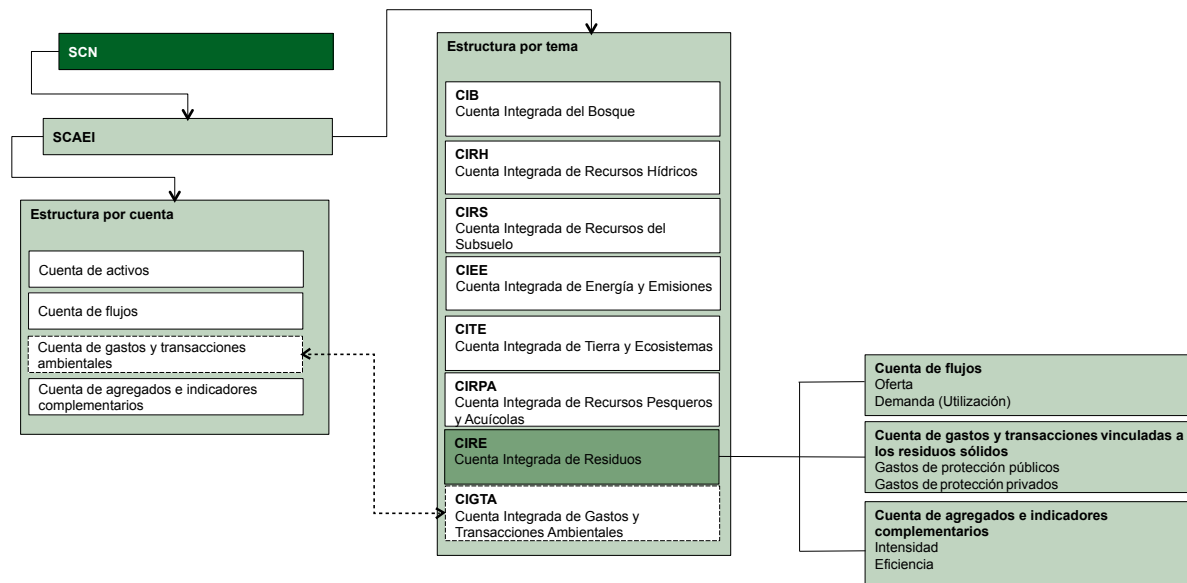 SCN
SCAEI
Estructura por cuenta
Cuenta de activos
Cuenta de flujos
Cuenta de gastos y transacciones
ambientales
Cuenta de agregados e indicadores
complementarios
Estructura por tema
CIB
Cuenta Integrada del Bosque
CIRH
Cuenta Integrada de Recursos Hídricos
CIRS
Cuenta Integrada de Recursos del
Subsuelo
CIEE
Cuenta Integrada de Energía y Emisiones
CITE
Cuenta Integrada de Tierra y Ecosistemas
CIRPA
Cuenta Integrada de Recursos Pesqueros
y Acuícolas
CIRE
Cuenta Integrada de Residuos
CIGTA
Cuenta Integrada de Gastos y
Transacciones Ambientales
Cuenta de flujos
Oferta
Demanda (Utilización)
Cuenta de gastos y transacciones vinculadas a
los residuos sólidos
Gastos de protección públicos
Gastos de protección privados
Cuenta de agregados e indicadores
complementarios
Intensidad
Eficiencia